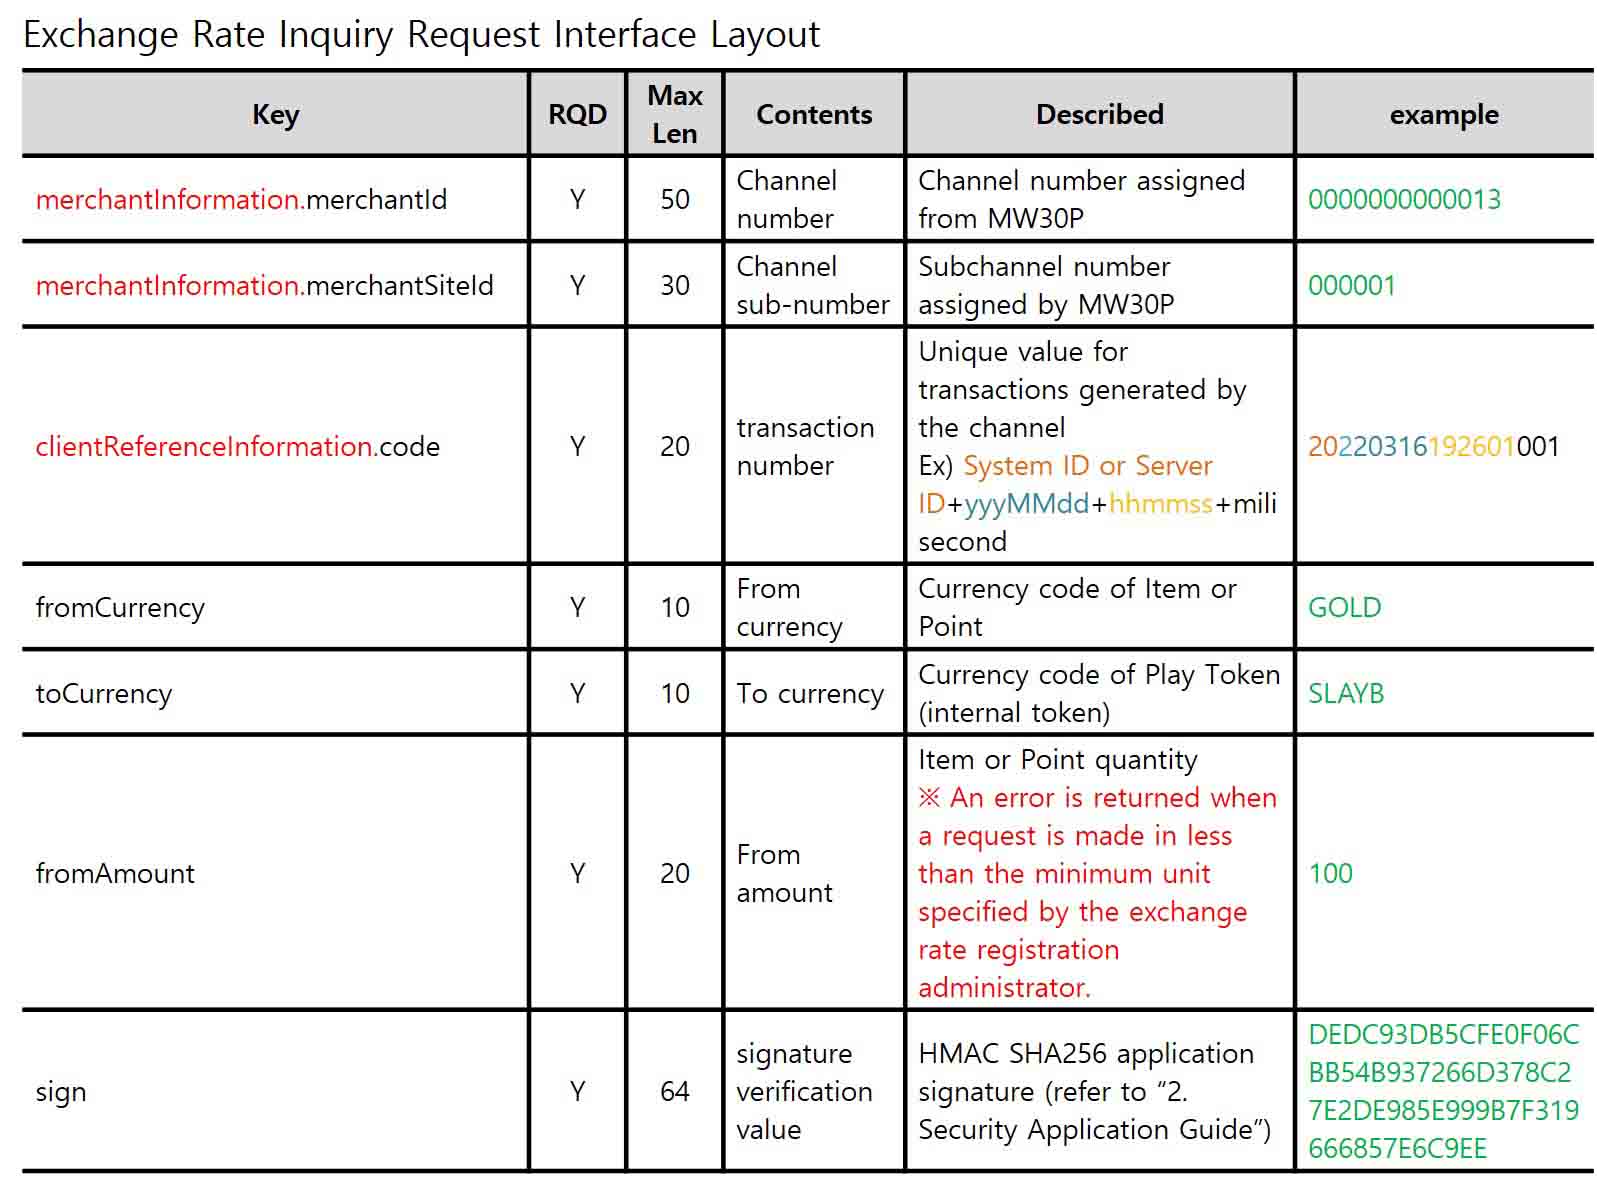 Exchange Rate Inquiry Request Interface Layout
Key
RQD
Max
Len
Contents
Described
example
merchantInformation.merchantId
Y
50
Channel
number
Channel number assigned
from MW30P
0000000000013
merchantInformation.merchantSiteId
Y
30
Channel
sub-number
Subchannel number
assigned by MW30P
000001
clientReferenceInformation.code
Y
20
transaction
number
Unique value for
transactions generated by
the channel
Ex) System ID or Server
ID+yyyMMdd+hhmmss+mili
second
20220316192601001
fromCurrency
Y
10
From
currency
Currency code of Item or
Point
GOLD
toCurrency
Y
10
To currency
Currency code of Play Token
(internal token)
SLAYB
fromAmount
Y
20
From
amount
Item or Point quantity
※ An error is returned when
a request is made in less
than the minimum unit
specified by the exchange
rate registration
administrator.
100
sign
Y
64
signature
verification
value
HMAC SHA256 application
signature (refer to “2.
Security Application Guide”)
DEDC93DB5CFE0F06C
BB54B937266D378C2
7E2DE985E999B7F319
666857E6C9EE